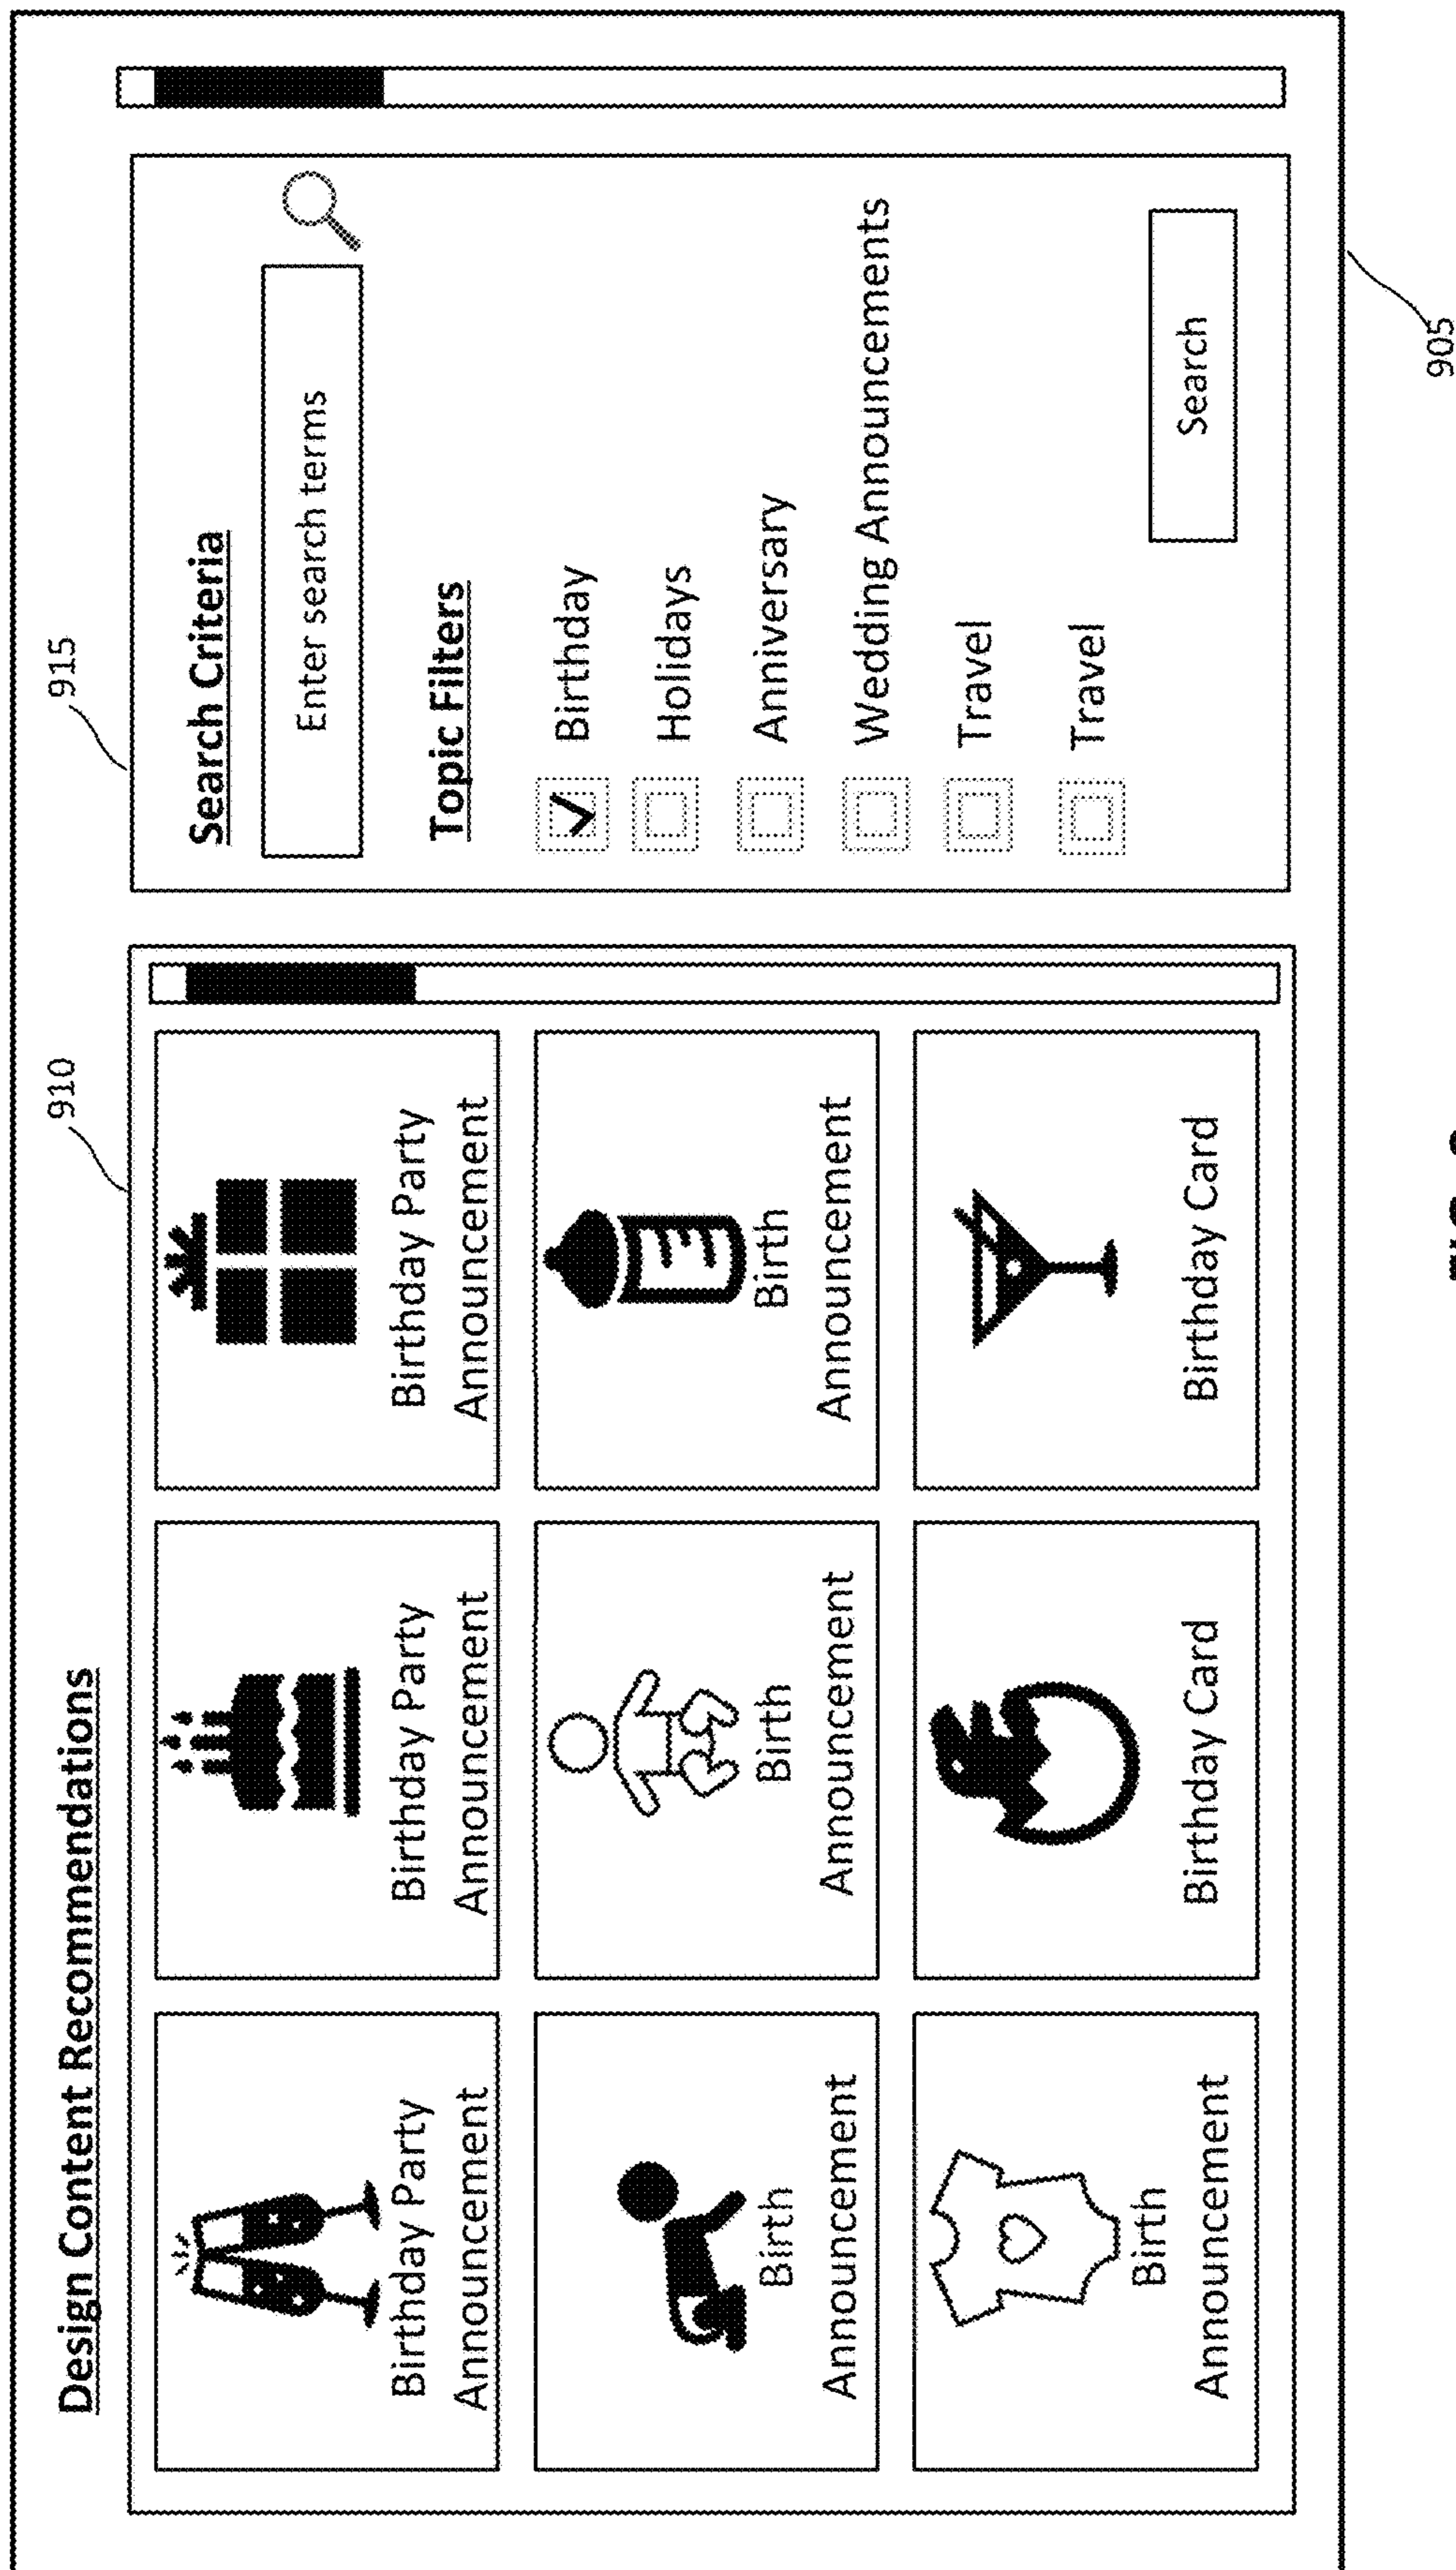 Design Content Recommendations
910
915
Birthday Party
Announcement
Birthday Party
Announcement
Birthday Party
Announcement
Birth
Announcement
Birth
Announcement
Birth
Announcement
Birth
Announcement
Birthday Card
Birthday Card
Search Criteria
Enter search terms
Topic Filters
Birthday
Holidays
Anniversary
Wedding Announcements
Travel
Travel
Search
905